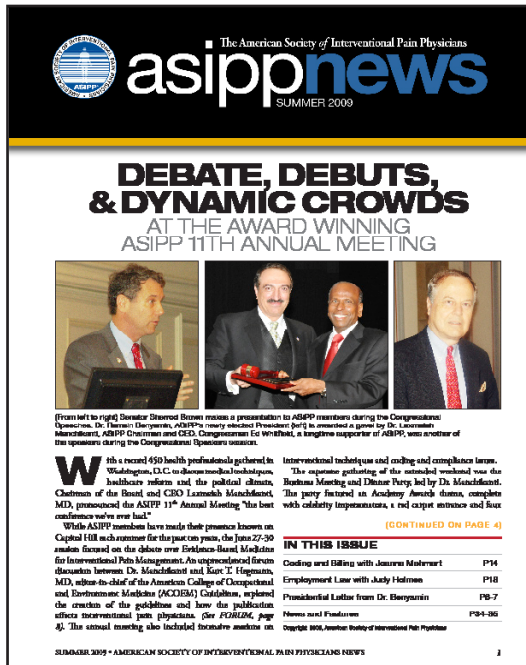 The American Society of Interventional Pain Physicians
asippnews
SUMMER 2009
AMERICAN SOCIETY OF INTERVENTIONAL PAIN PHYSICIANS
ASIPP
DEBATE, DEBUTS,
& DYNAMIC CROWDS
AT THE AWARD WINNING
ASIPP 11TH ANNUAL MEETING
(From left to right) Senator Sherrod Brown makes a presentation to ASIPP members during the Congressional
Speeches. Dr. Ramsin Benyamin, ASIPP's newly elected President (left) is awarded a gavel by Dr. Laxmaiah
Manchikanti, ASIPP Chairman and CEO. Congressman Ed Whitfield, a longtime supporter of ASIPP, was another of
the speakers during the Congressional Speakers session.
With a record 450 health professionals gathered in
Washington, D.C. to discuss medical techniques,
healthcare reform and the political climate,
Chairman of the Board and CEO Laxmaiah Manchikanti,
MD, pronounced the ASIPP 11th Annual Meeting "the best
conference we've ever had."
While ASIPP members have made their presence known on
Capitol Hill each summer for the past ten years, the June 27-30
session focused on the debate over Evidence-Based Medicine
for Interventional Pain Management. An unprecedented forum
discussion between Dr. Manchikanti and Kurt T. Hegmann,
MD, editor-in-chief of the American College of Occupational
and Environment Medicine (ACOEM) Guidelines, explored
the creation of the guidelines and how the publication
affects interventional pain physicians. (See FORUM, page
8). The annual meeting also included intensive sessions on
interventional techniques and coding and compliance issues.
The capstone gathering of the extended weekend was the
Business Meeting and Dinner Party, led by Dr. Manchikanti.
The party featured an Academy Awards theme, complete
with celebrity impersonators, a red carpet entrance and faux
(CONTINUED ON PAGE 4)
IN THIS ISSUE
Coding and Billing with Joanne Mehmert P14
Employment Law with Judy Holmes P18
Presidential Letter from Dr. Benyamin P6-7
News and Features P34-35
Copyright 2009, American Society of Interventional Pain Physicians
SUMMER 2009 • AMERICAN SOCIETY OF INTERVENTIONAL PAIN PHYSICIANS NEWS 1